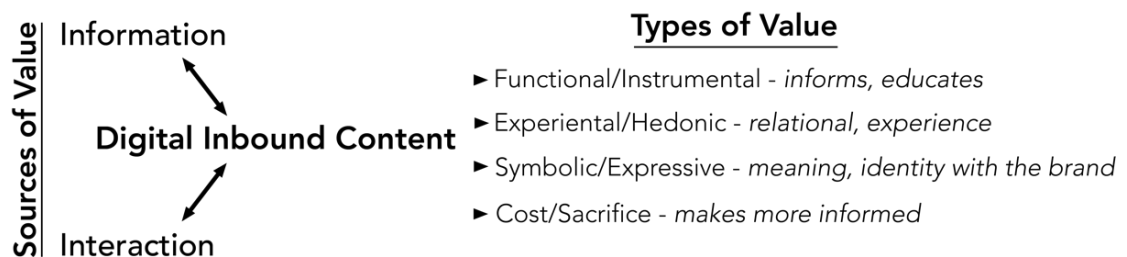 Sources of Value
Information
Digital Inbound Content
Interaction
Types of Value
► Functional/Instrumental - informs, educates
► Experiental/Hedonic - relational, experience
► Symbolic/Expressive - meaning, identity with the brand
► Cost/Sacrifice - makes more informed